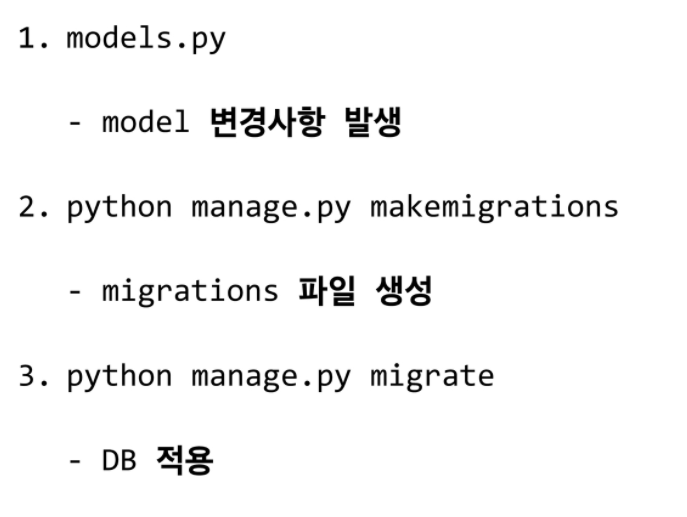 1. models.py
- model 변경사항 발생
2. python manage.py makemigrations
- migrations 파일 생성
3. python manage.py migrate
- DB 적용